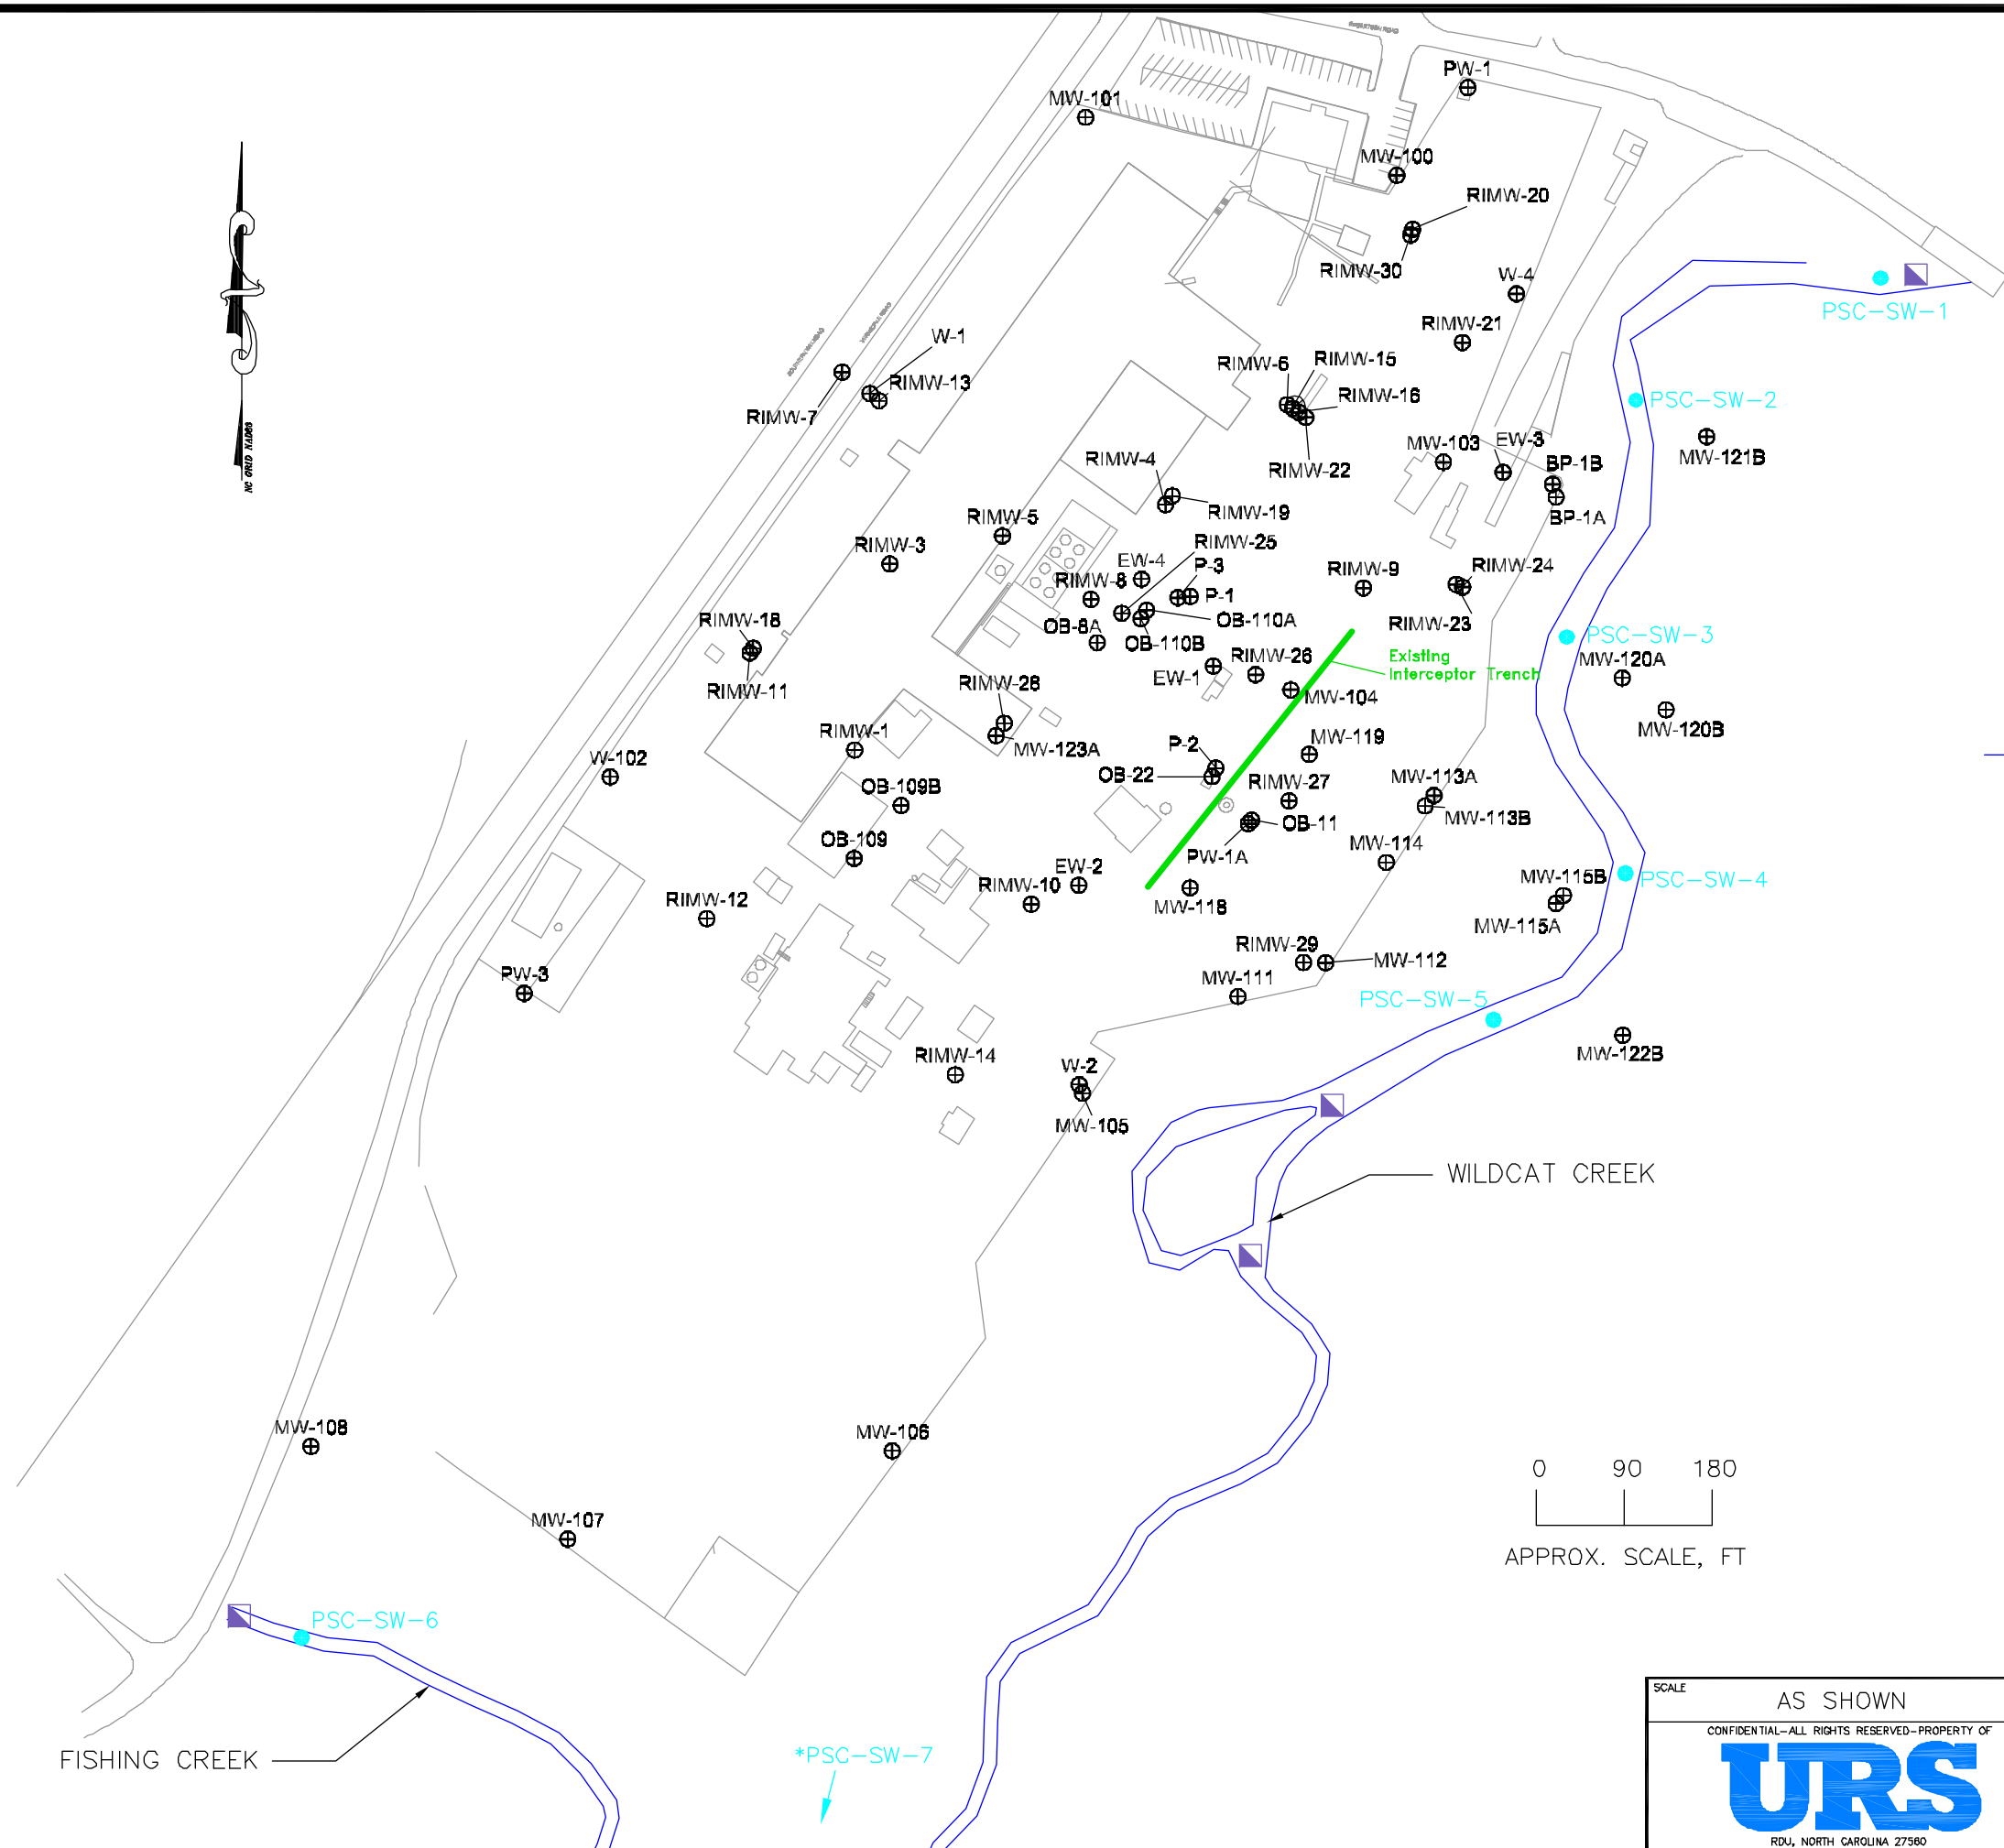 PW-1
MW-101
MW-100
RIMW-20
RIMW-30
W-4
PSC-SW-1
RIMW-21
W-1
RIMW-13
RIMW-7
RIMW-6
RIMW-15
RIMW-16
RIMW-22
PSC-SW-2
MW-121B
MW-103
EW-3
BP-1B
BP-1A
NC GRID NAD83
RIMW-4
RIMW-19
RIMW-5
RIMW-3
RIMW-25
EW-4
P-3
RIMW-8
P-1
RIMW-9
RIMW-24
RIMW-23
OB-110A
OB-8A
OB-110B
RIMW-18
RIMW-11
PSC-SW-3
MW-120A
MW-120B
Existing
Interceptor Trench
EW-1
RIMW-26
MW-104
RIMW-28
MW-123A
RIMW-1
W-102
P-2
OB-22
MW-119
RIMW-27
MW-113A
MW-113B
OB-109B
OB-109
OB-11
PW-1A
MW-114
EW-2
RIMW-10
RIMW-12
MW-118
MW-115B
MW-115A
PSC-SW-4
RIMW-29
MW-112
MW-111
PW-3
PSC-SW-5
MW-122B
RIMW-14
W-2
MW-105
WILDCAT CREEK
MW-108
MW-106
MW-107
0 90 180
APPROX. SCALE, FT
PSC-SW-6
FISHING CREEK
*PSC-SW-7
SCALE
AS SHOWN
CONFIDENTIAL-ALL RIGHTS RESERVED-PROPERTY OF
URS
RDU, NORTH CAROLINA 27560